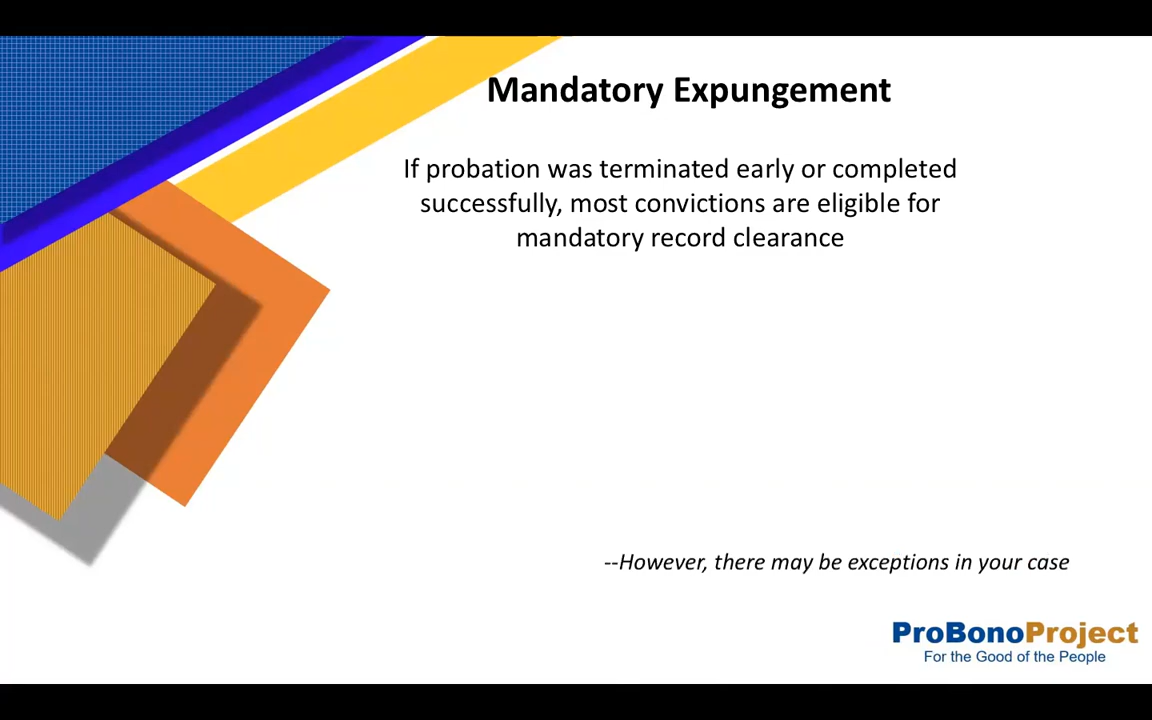 Mandatory Expungement
If probation was terminated early or completed
successfully, most convictions are eligible for
mandatory record clearance
--However, there may be exceptions in your case
ProBonoProject
For the Good of the People